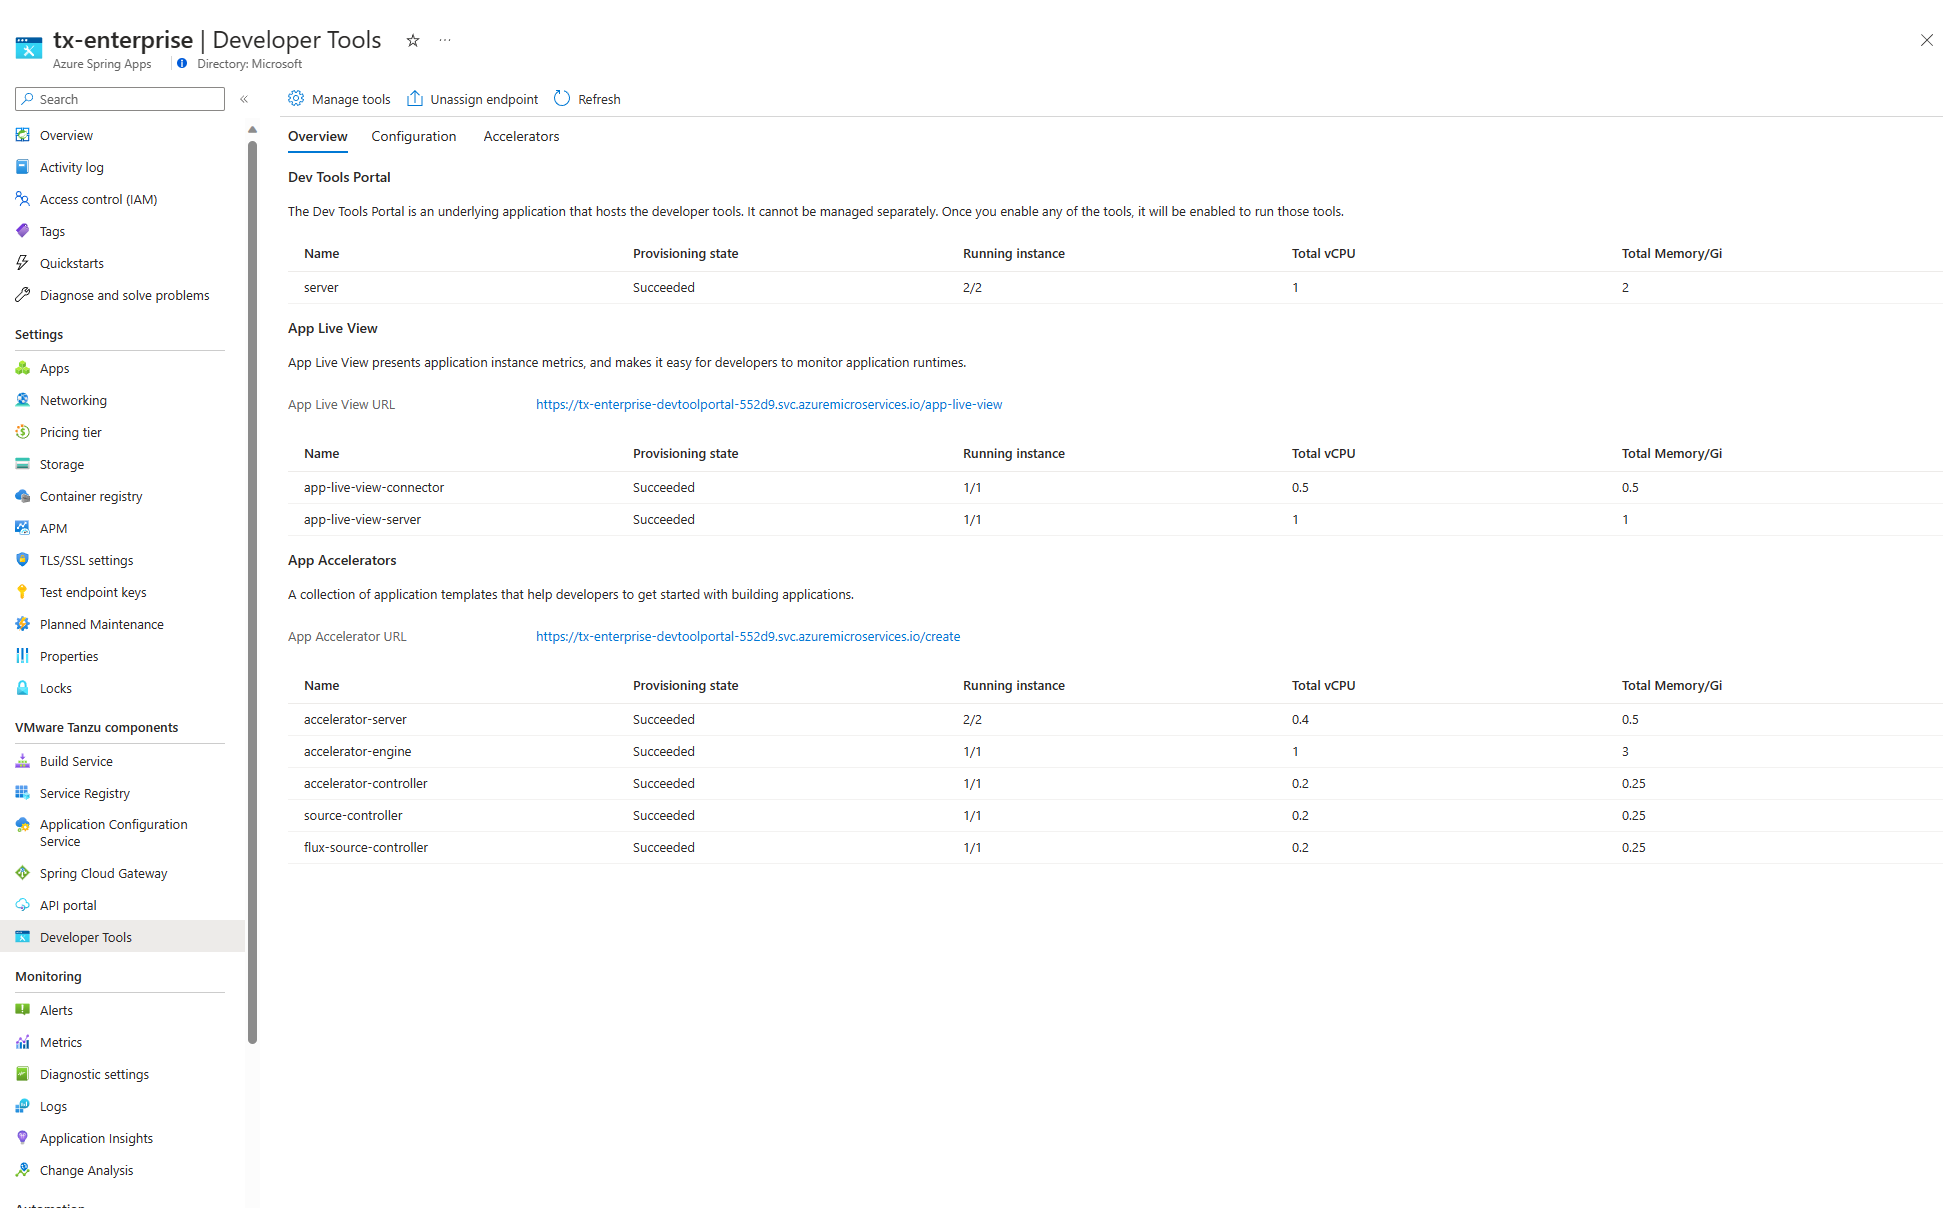 tx-enterprise | Developer Tools
Azure Spring Apps
Directory: Microsoft
Search
Overview
Activity log
Access control (IAM)
Tags
Quickstarts
Diagnose and solve problems
Settings
Apps
Networking
Pricing tier
Storage
Container registry
APM
TLS/SSL settings
Test endpoint keys
Planned Maintenance
Properties
Locks
VMware Tanzu components
Build Service
Service Registry
Application Configuration
Service
Spring Cloud Gateway
API portal
Developer Tools
Monitoring
Alerts
Metrics
Diagnostic settings
Logs
Application Insights
Change Analysis
Automation
Manage tools Unassign endpoint Refresh
Overview Configuration Accelerators
Dev Tools Portal
The Dev Tools Portal is an underlying application that hosts the developer tools. It cannot be managed separately. Once you enable any of the tools, it will be enabled to run those tools.
Name Provisioning state Running instance Total vCPU Total Memory/Gi
server Succeeded 2/2 1 2
App Live View
App Live View presents application instance metrics, and makes it easy for developers to monitor application runtimes.
App Live View URL https://tx-enterprise-devtoolportal-552d9.svc.azuremicroservices.io/app-live-view
Name Provisioning state Running instance Total vCPU Total Memory/Gi
app-live-view-connector Succeeded 1/1 0.5 0.5
app-live-view-server Succeeded 1/1 1 1
App Accelerators
A collection of application templates that help developers to get started with building applications.
App Accelerator URL https://tx-enterprise-devtoolportal-552d9.svc.azuremicroservices.io/create
Name Provisioning state Running instance Total vCPU Total Memory/Gi
accelerator-server Succeeded 2/2 0.4 0.5
accelerator-engine Succeeded 1/1 1 3
accelerator-controller Succeeded 1/1 0.2 0.25
source-controller Succeeded 1/1 0.2 0.25
flux-source-controller Succeeded 1/1 0.2 0.25